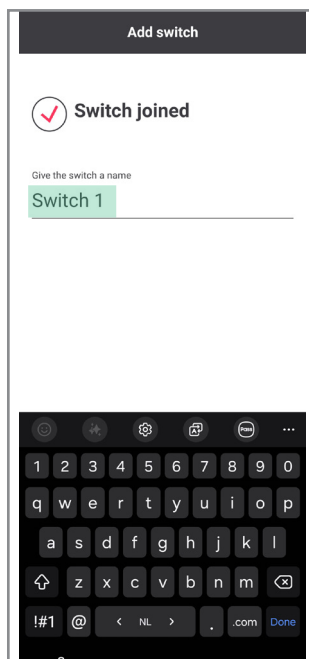 Add switch
Switch joined
Give the switch a name
Switch 1
Pass
1 2 3 4 5 6 7 8 9 0
q w e r t y u i o p
a s d f g h j k l
z x c v b n m
!#1 @ < NL > . .com Done